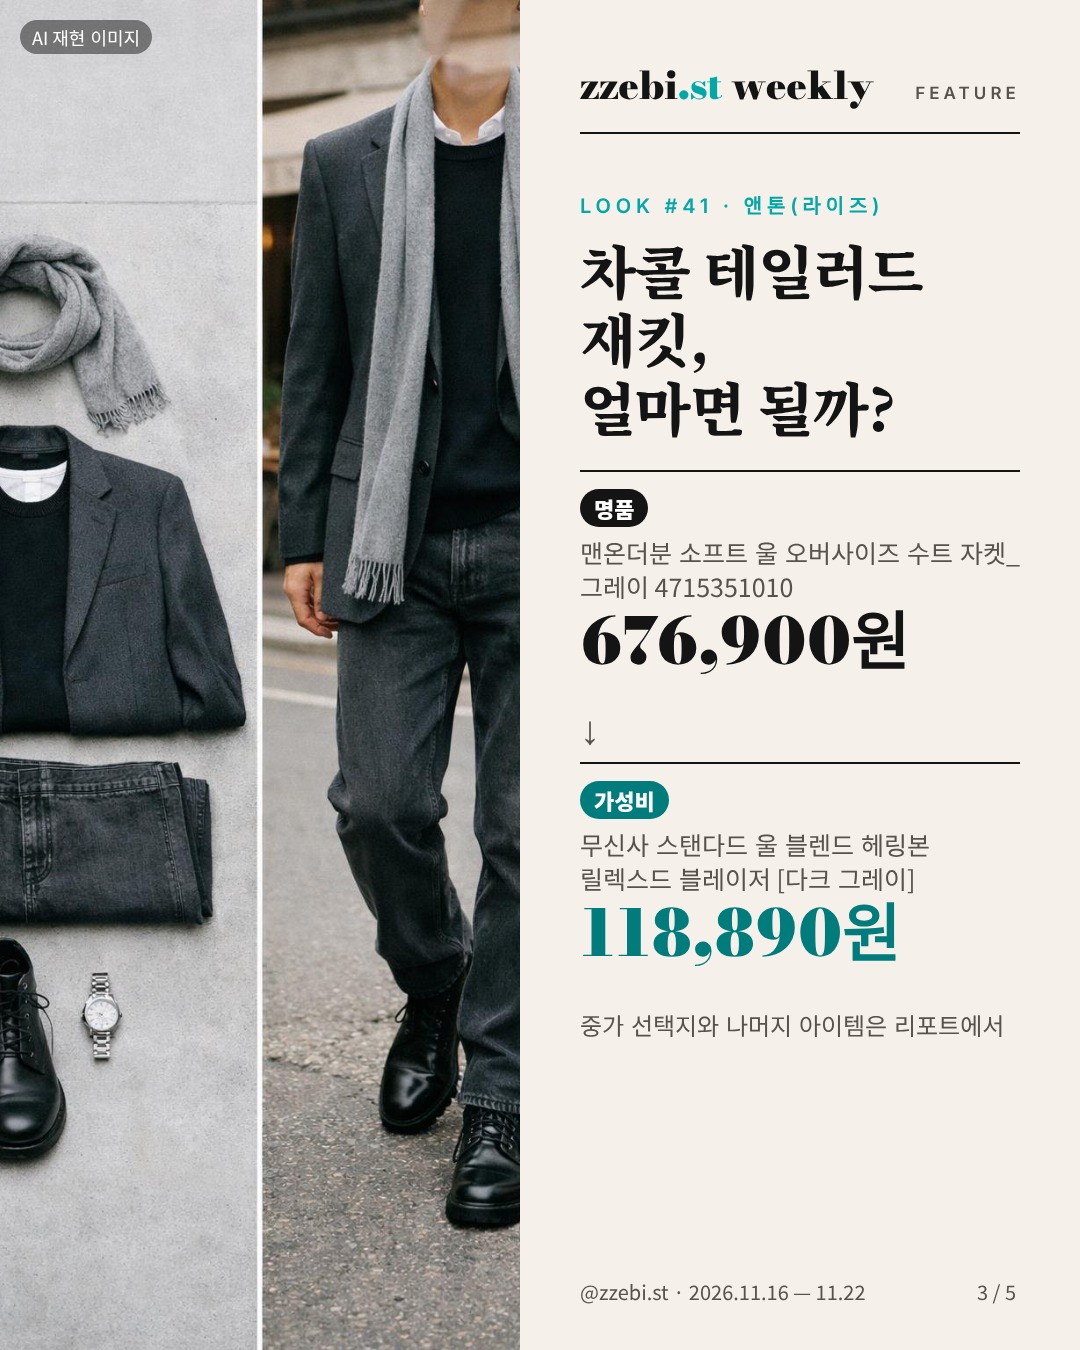 AI 재현 이미지
zzebi.st weekly FEATURE
LOOK #41 · 앤톤(라이즈)
차콜 테일러드
재킷,
얼마면 될까?
명품
맨온더분 소프트 울 오버사이즈 수트 자켓_
그레이 4715351010
676,900원
↓
가성비
무신사 스탠다드 울 블렌드 헤링본
릴렉스드 블레이저 [다크 그레이]
118,890원
중가 선택지와 나머지 아이템은 리포트에서
@zzebi.st · 2026.11.16 — 11.22 3 / 5